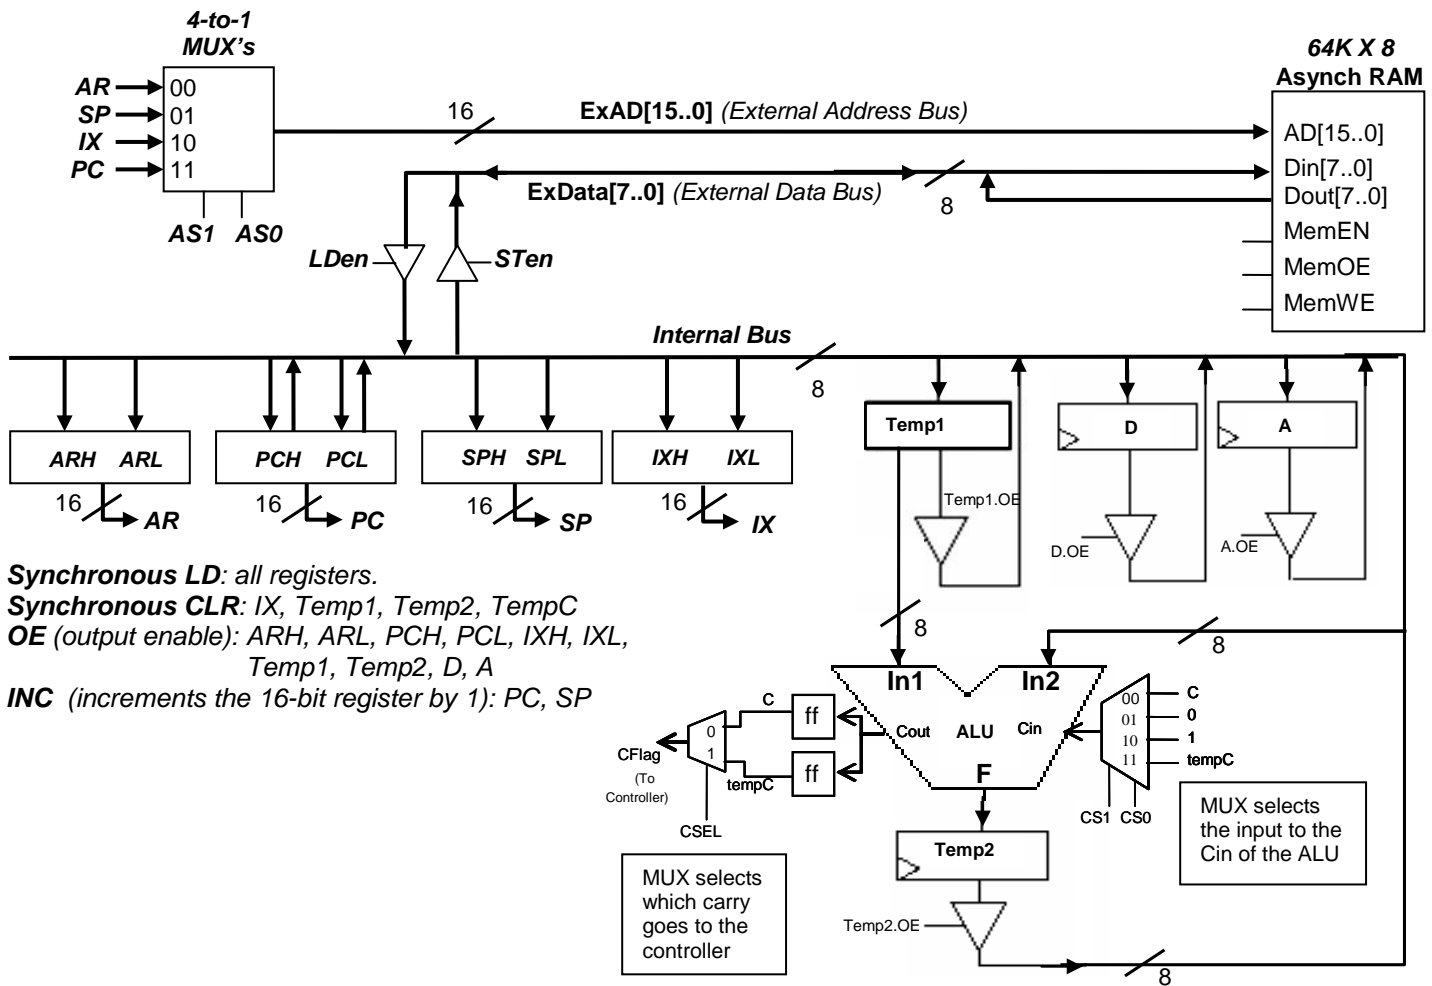 4-to-1
MUX's
AR
SP
IX
PC
00
01
10
11
AS1 AS0
16
ExAD[15..0] (External Address Bus)
ExData[7..0] (External Data Bus)
8
64K X 8
Asynch RAM
AD[15..0]
Din[7..0]
Dout[7..0]
MemEN
MemOE
MemWE
LDen
STen
Internal Bus
8
ARH ARL
PCH PCL
SPH SPL
IXH IXL
16
AR
16
PC
16
SP
16
IX
Temp1
D
A
Temp1.OE
D.OE
A.OE
Synchronous LD: all registers.
Synchronous CLR: IX, Temp1, Temp2, TempC
OE (output enable): ARH, ARL, PCH, PCL, IXH, IXL,
Temp1, Temp2, D, A
INC (increments the 16-bit register by 1): PC, SP
8
8
In1
In2
Cout
ALU
Cin
F
C
ff
ff
tempC
0
1
CFlag
(To
Controller)
CSEL
00
01
10
11
C
0
1
tempC
CS1 CS0
MUX selects
the input to the
Cin of the ALU
MUX selects
which carry
goes to the
controller
Temp2
Temp2.OE
8